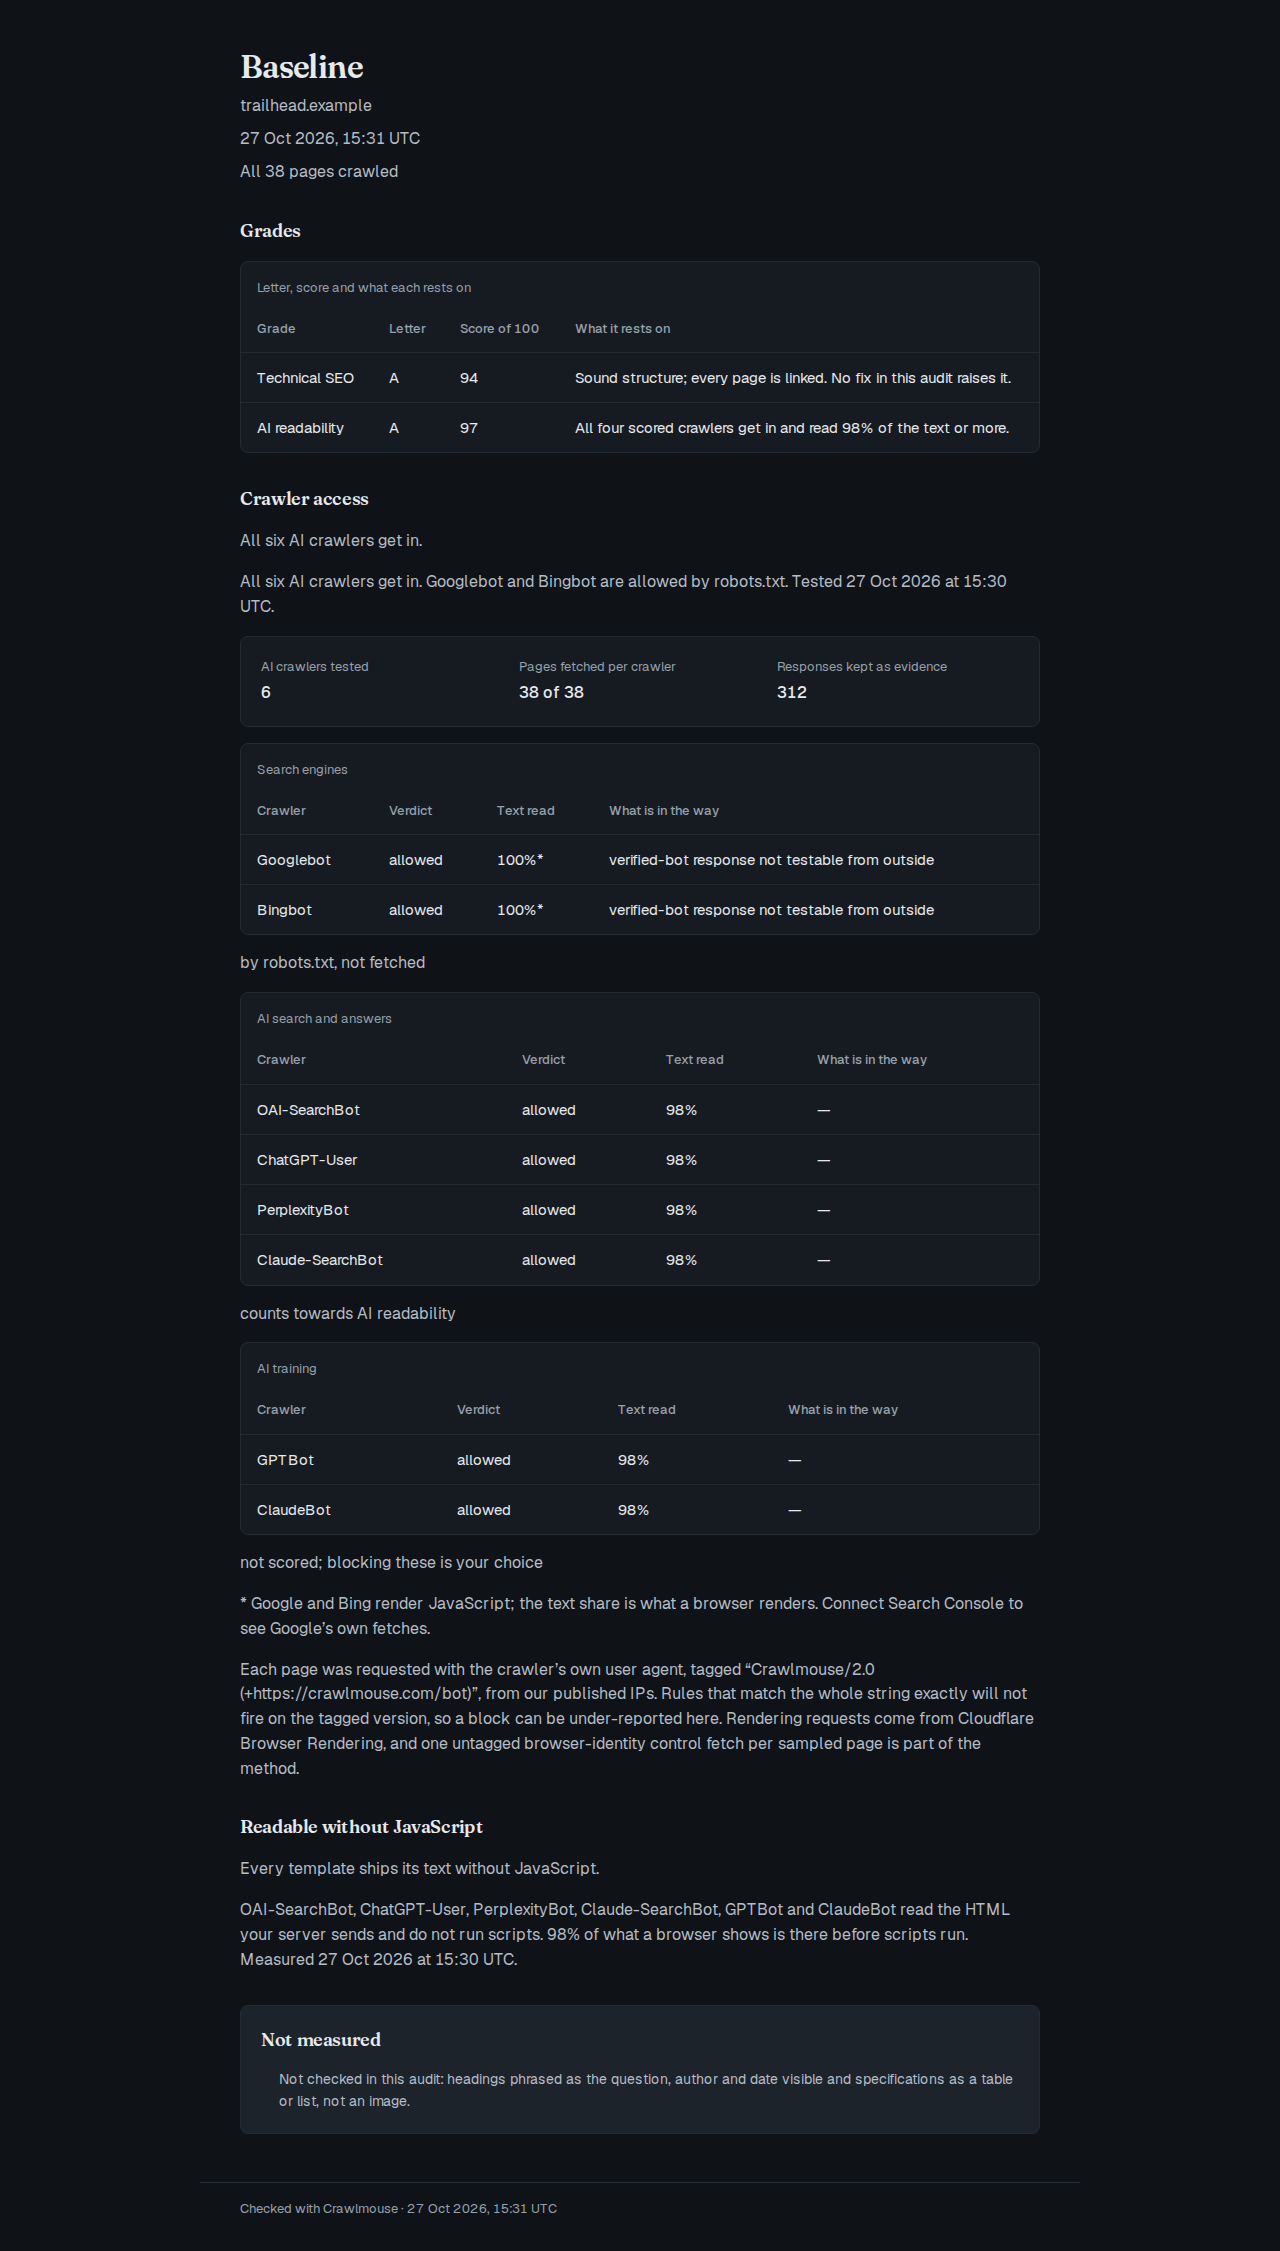 Baseline
trailhead.example
27 Oct 2026, 15:31 UTC
All 38 pages crawled
Grades
Letter, score and what each rests on
Grade Letter Score of 100 What it rests on
Technical SEO A 94 Sound structure; every page is linked. No fix in this audit raises it.
AI readability A 97 All four scored crawlers get in and read 98% of the text or more.
Crawler access
All six AI crawlers get in.
All six AI crawlers get in. Googlebot and Bingbot are allowed by robots.txt. Tested 27 Oct 2026 at 15:30
UTC.
AI crawlers tested Pages fetched per crawler Responses kept as evidence
6 38 of 38 312
Search engines
Crawler Verdict Text read What is in the way
Googlebot allowed 100%* verified-bot response not testable from outside
Bingbot allowed 100%* verified-bot response not testable from outside
by robots.txt, not fetched
AI search and answers
Crawler Verdict Text read What is in the way
OAI-SearchBot allowed 98% —
ChatGPT-User allowed 98% —
PerplexityBot allowed 98% —
Claude-SearchBot allowed 98% —
counts towards AI readability
AI training
Crawler Verdict Text read What is in the way
GPTBot allowed 98% —
ClaudeBot allowed 98% —
not scored; blocking these is your choice
* Google and Bing render JavaScript; the text share is what a browser renders. Connect Search Console to
see Google’s own fetches.
Each page was requested with the crawler’s own user agent, tagged “Crawlmouse/2.0
(+https://crawlmouse.com/bot)”, from our published IPs. Rules that match the whole string exactly will not
fire on the tagged version, so a block can be under-reported here. Rendering requests come from Cloudflare
Browser Rendering, and one untagged browser-identity control fetch per sampled page is part of the
method.
Readable without JavaScript
Every template ships its text without JavaScript.
OAI-SearchBot, ChatGPT-User, PerplexityBot, Claude-SearchBot, GPTBot and ClaudeBot read the HTML
your server sends and do not run scripts. 98% of what a browser shows is there before scripts run.
Measured 27 Oct 2026 at 15:30 UTC.
Not measured
Not checked in this audit: headings phrased as the question, author and date visible and specifications as a table
or list, not an image.
Checked with Crawlmouse · 27 Oct 2026, 15:31 UTC